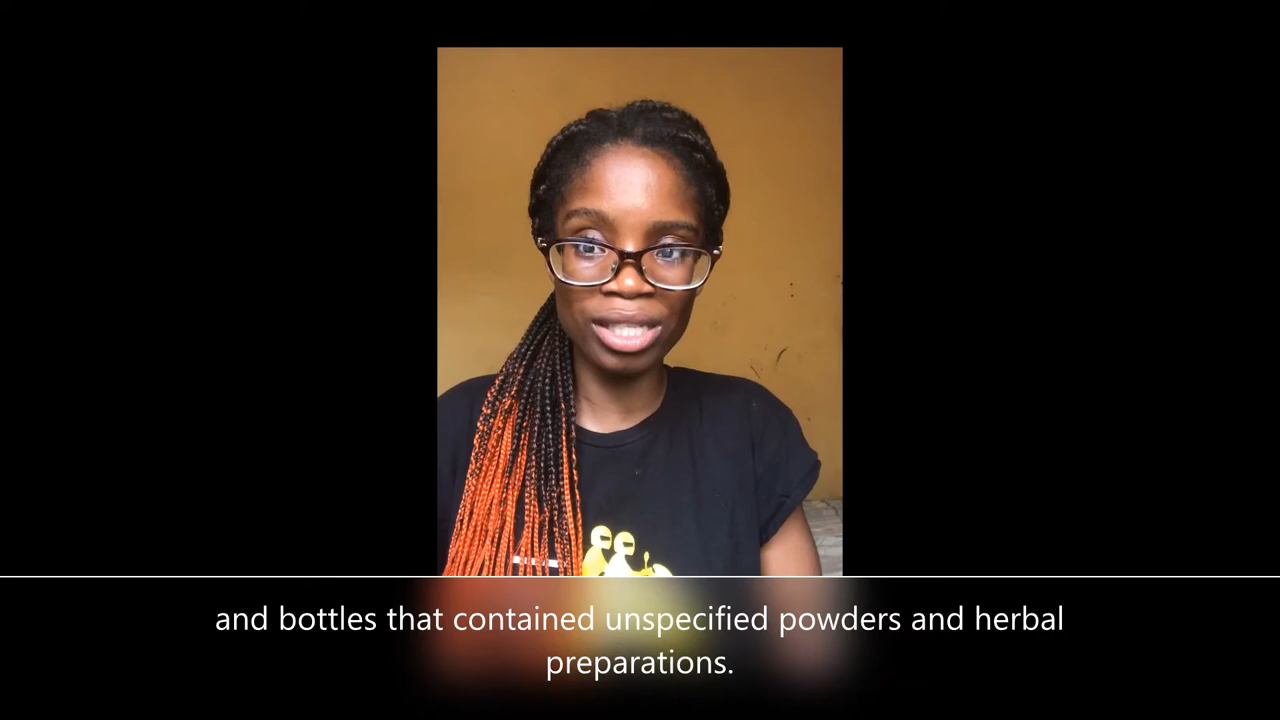 and bottles that contained unspecified powders and herbal
preparations.